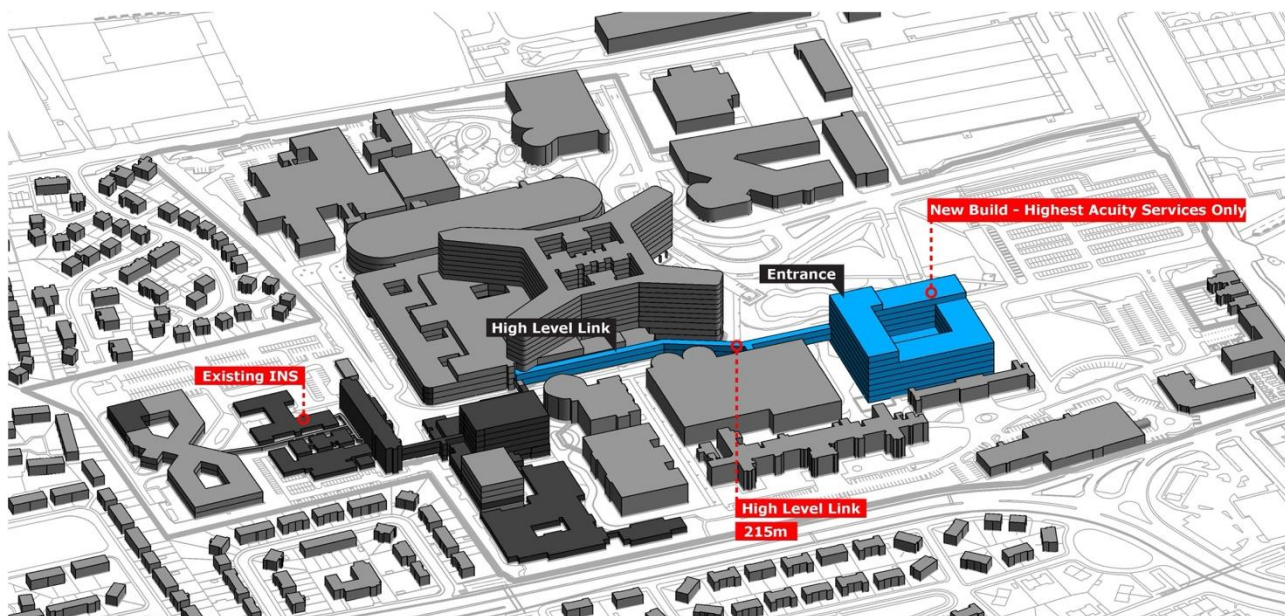 New Build - Highest Acuity Services Only
Entrance
High Level Link
Existing INS
High Level Link
215m